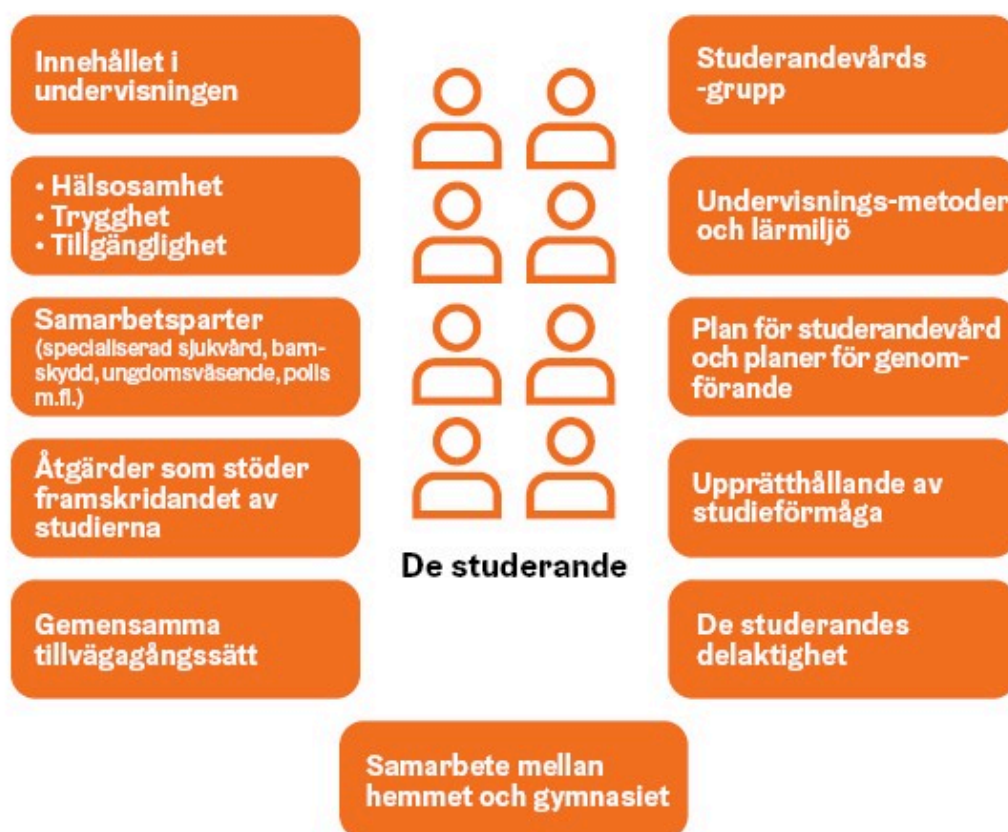 Innehållet i
undervisningen
• Hälsosamhet
• Trygghet
• Tillgänglighet
Samarbetsparter
(specialiserad sjukvård, barn-
skydd, ungdomsväsende, polis
m.fl.)
Åtgärder som stöder
framskridandet av
studierna
Gemensamma
tillvägagångssätt
De studerande
Studerandevårds
-grupp
Undervisnings-metoder
och lärmiljö
Plan för studerandevård
och planer för genom-
förande
Upprätthållande av
studieförmåga
De studerandes
delaktighet
Samarbete mellan
hemmet och gymnasiet